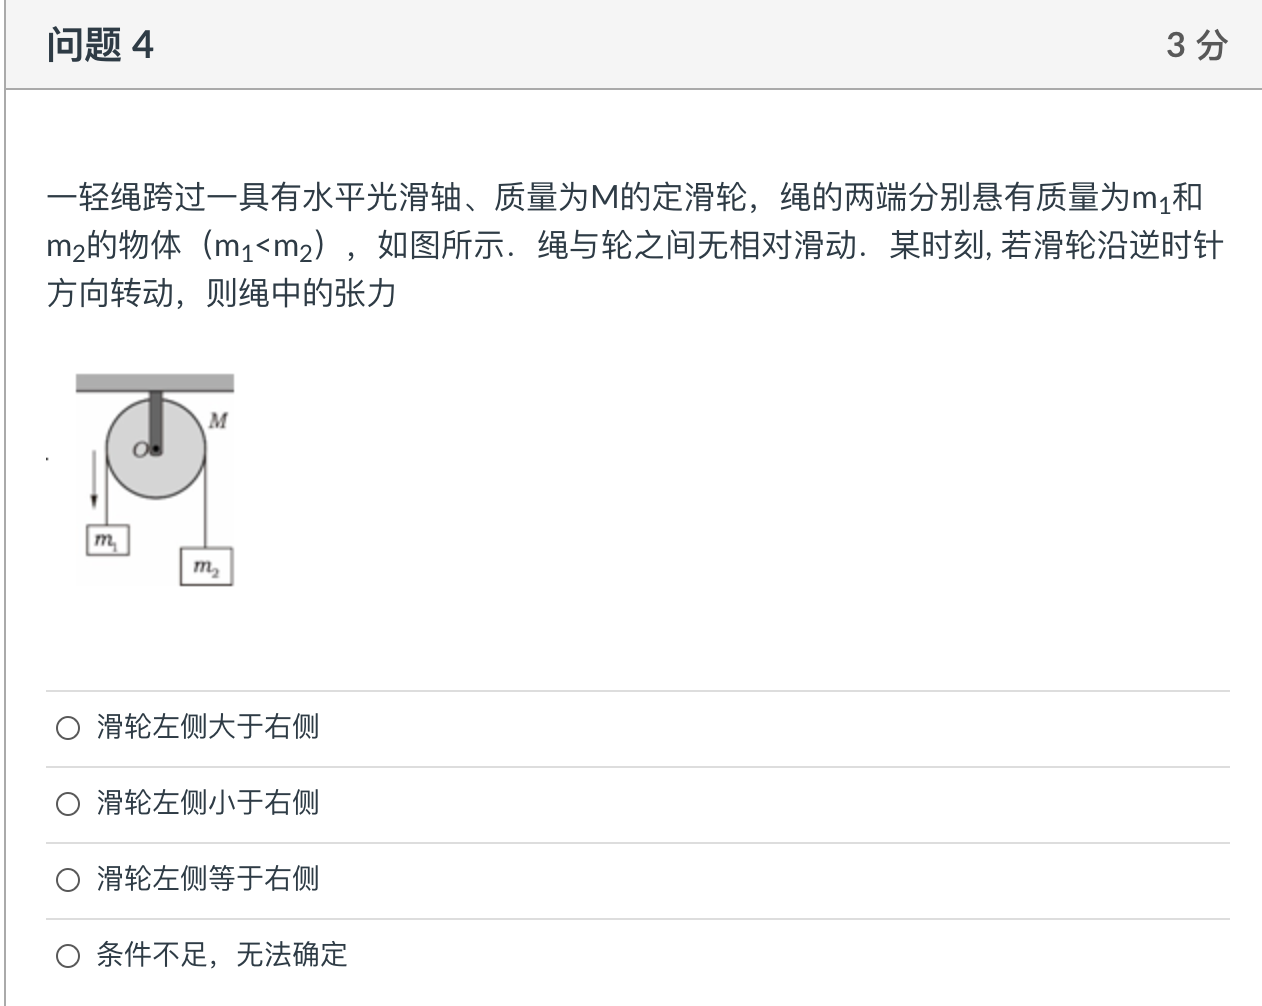 问题 4
3 分
一轻绳跨过一具有水平光滑轴、质量为M的定滑轮，绳的两端分别悬有质量为m₁和
m₂的物体（m₁<m₂），如图所示．绳与轮之间无相对滑动．某时刻, 若滑轮沿逆时针
方向转动，则绳中的张力
M
O
m₁
m₂
.
滑轮左侧大于右侧
滑轮左侧小于右侧
滑轮左侧等于右侧
条件不足，无法确定